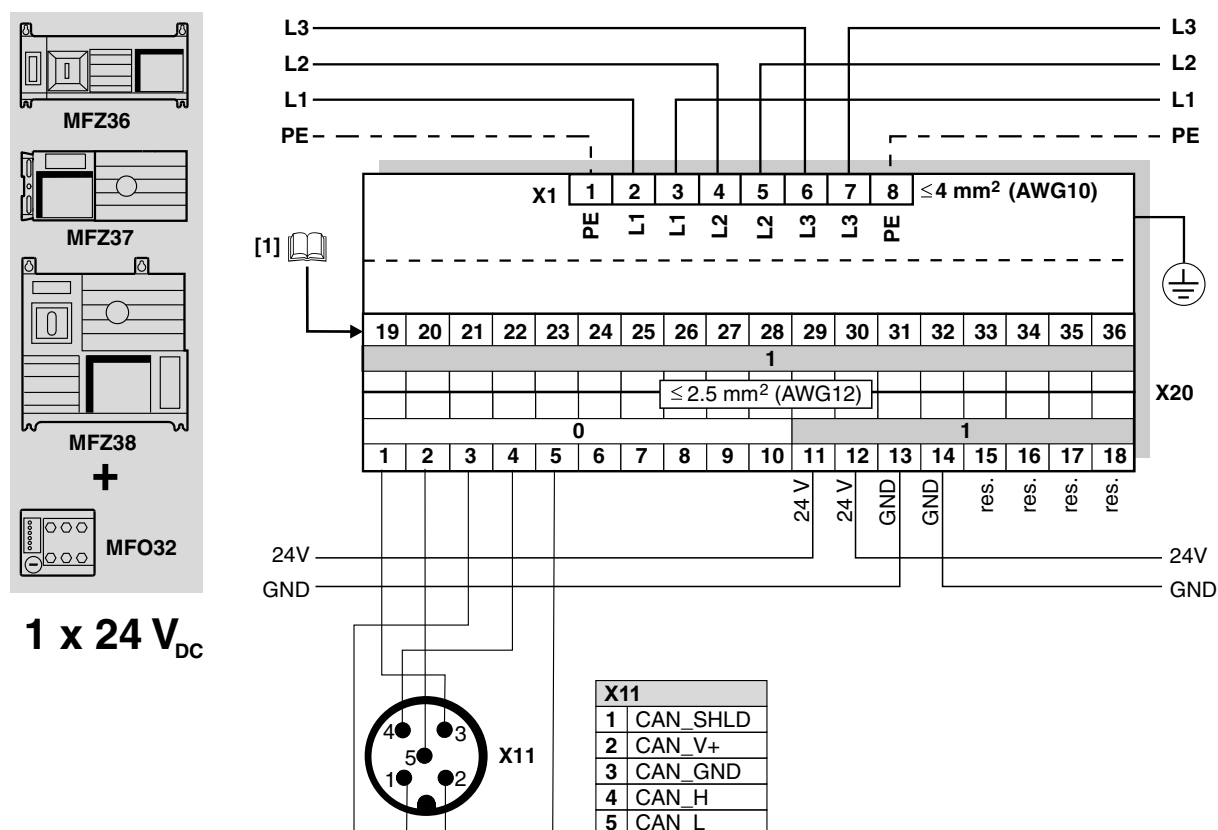 MFZ36
MFZ37
MFZ38
+
MFO32
1 x 24 VDC
L3 L3
L2 L2
L1 L1
PE PE
X1 1 2 3 4 5 6 7 8 ≤4 mm² (AWG10)
PE L1 L1 L2 L2 L3 L3 PE
[1]
19 20 21 22 23 24 25 26 27 28 29 30 31 32 33 34 35 36
1
≤ 2.5 mm² (AWG12) X20
0 1
1 2 3 4 5 6 7 8 9 10 11 12 13 14 15 16 17 18
24 V 24 V GND GND res. res. res. res.
24V 24V
GND GND
4 3
5 X11
1 2
X11
1 CAN_SHLD
2 CAN_V+
3 CAN_GND
4 CAN_H
5 CAN_L